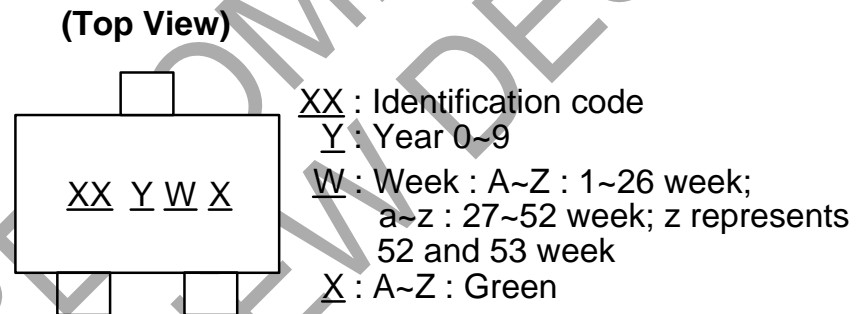 (Top View)
XX : Identification code
Y : Year 0~9
XX Y W X
W : Week : A~Z : 1~26 week;
a~z : 27~52 week; z represents
52 and 53 week
X : A~Z : Green